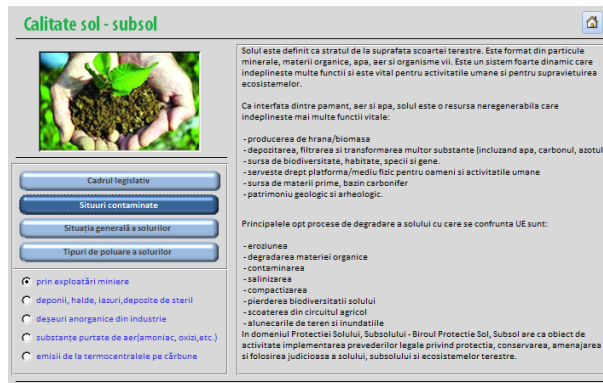 Calitate sol - subsol
Solul este definit ca stratul de la suprafata scoartei terestre. Este format din particule
minerale, materii organice, apa, aer si organisme vii. Este un sistem foarte dinamic care
indeplineste multe functii si este vital pentru activitatile umane si pentru supravietuirea
ecosistemelor.
Ca interfata dintre pamant, aer si apa, solul este o resursa neregenerabila care
indeplineste mai multe functii vitale:
- producerea de hrana/biomasa
- depozitarea, filtrarea si transformarea multor substante (incluzand apa, carbonul, azotul
- sursa de biodiversitate, habitate, specii si gene.
- serveste drept platforma/mediu fizic pentru oameni si activitatile umane
- sursa de materii prime, bazin carbonifer
- patrimoniu geologic si arheologic.
Principalele opt procese de degradare a solului cu care se confrunta UE sunt:
- eroziunea
- degradarea materiei organice
- contaminarea
- salinizarea
- compactizarea
- pierderea biodiversitatii solului
- scoaterea din circuitul agricol
- alunecarile de teren si inundatiile
In domeniul Protectiei Solului, Subsolului - Biroul Protectie Sol, Subsol are ca obiect de
activitate implementarea prevederilor legale privind protectia, conservarea, amenajarea
si folosirea judicioasa a solului, subsolului si ecosistemelor terestre.
Cadrul legislativ
Situuri contaminate
Situația generală a solurilor
Tipuri de poluare a solurilor
prin exploatări miniere
deponii, halde, iazuri,depozite de steril
deșeuri anorganice din industrie
substanțe purtate de aer(amoniac, oxizi,etc.)
emisii de la termocentralele pe cărbune